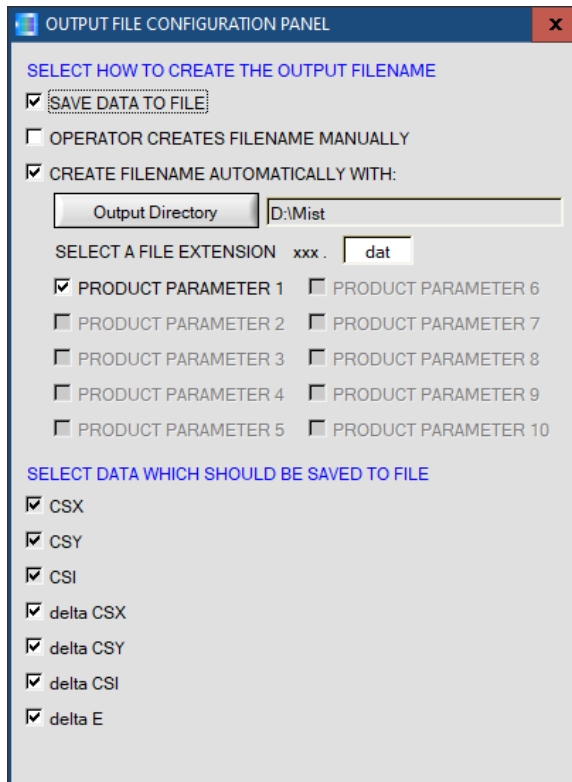 OUTPUT FILE CONFIGURATION PANEL
x
SELECT HOW TO CREATE THE OUTPUT FILENAME
SAVE DATA TO FILE
OPERATOR CREATES FILENAME MANUALLY
CREATE FILENAME AUTOMATICALLY WITH:
Output Directory D:\Mist
SELECT A FILE EXTENSION xxx . dat
PRODUCT PARAMETER 1 PRODUCT PARAMETER 6
PRODUCT PARAMETER 2 PRODUCT PARAMETER 7
PRODUCT PARAMETER 3 PRODUCT PARAMETER 8
PRODUCT PARAMETER 4 PRODUCT PARAMETER 9
PRODUCT PARAMETER 5 PRODUCT PARAMETER 10
SELECT DATA WHICH SHOULD BE SAVED TO FILE
CSX
CSY
CSI
delta CSX
delta CSY
delta CSI
delta E